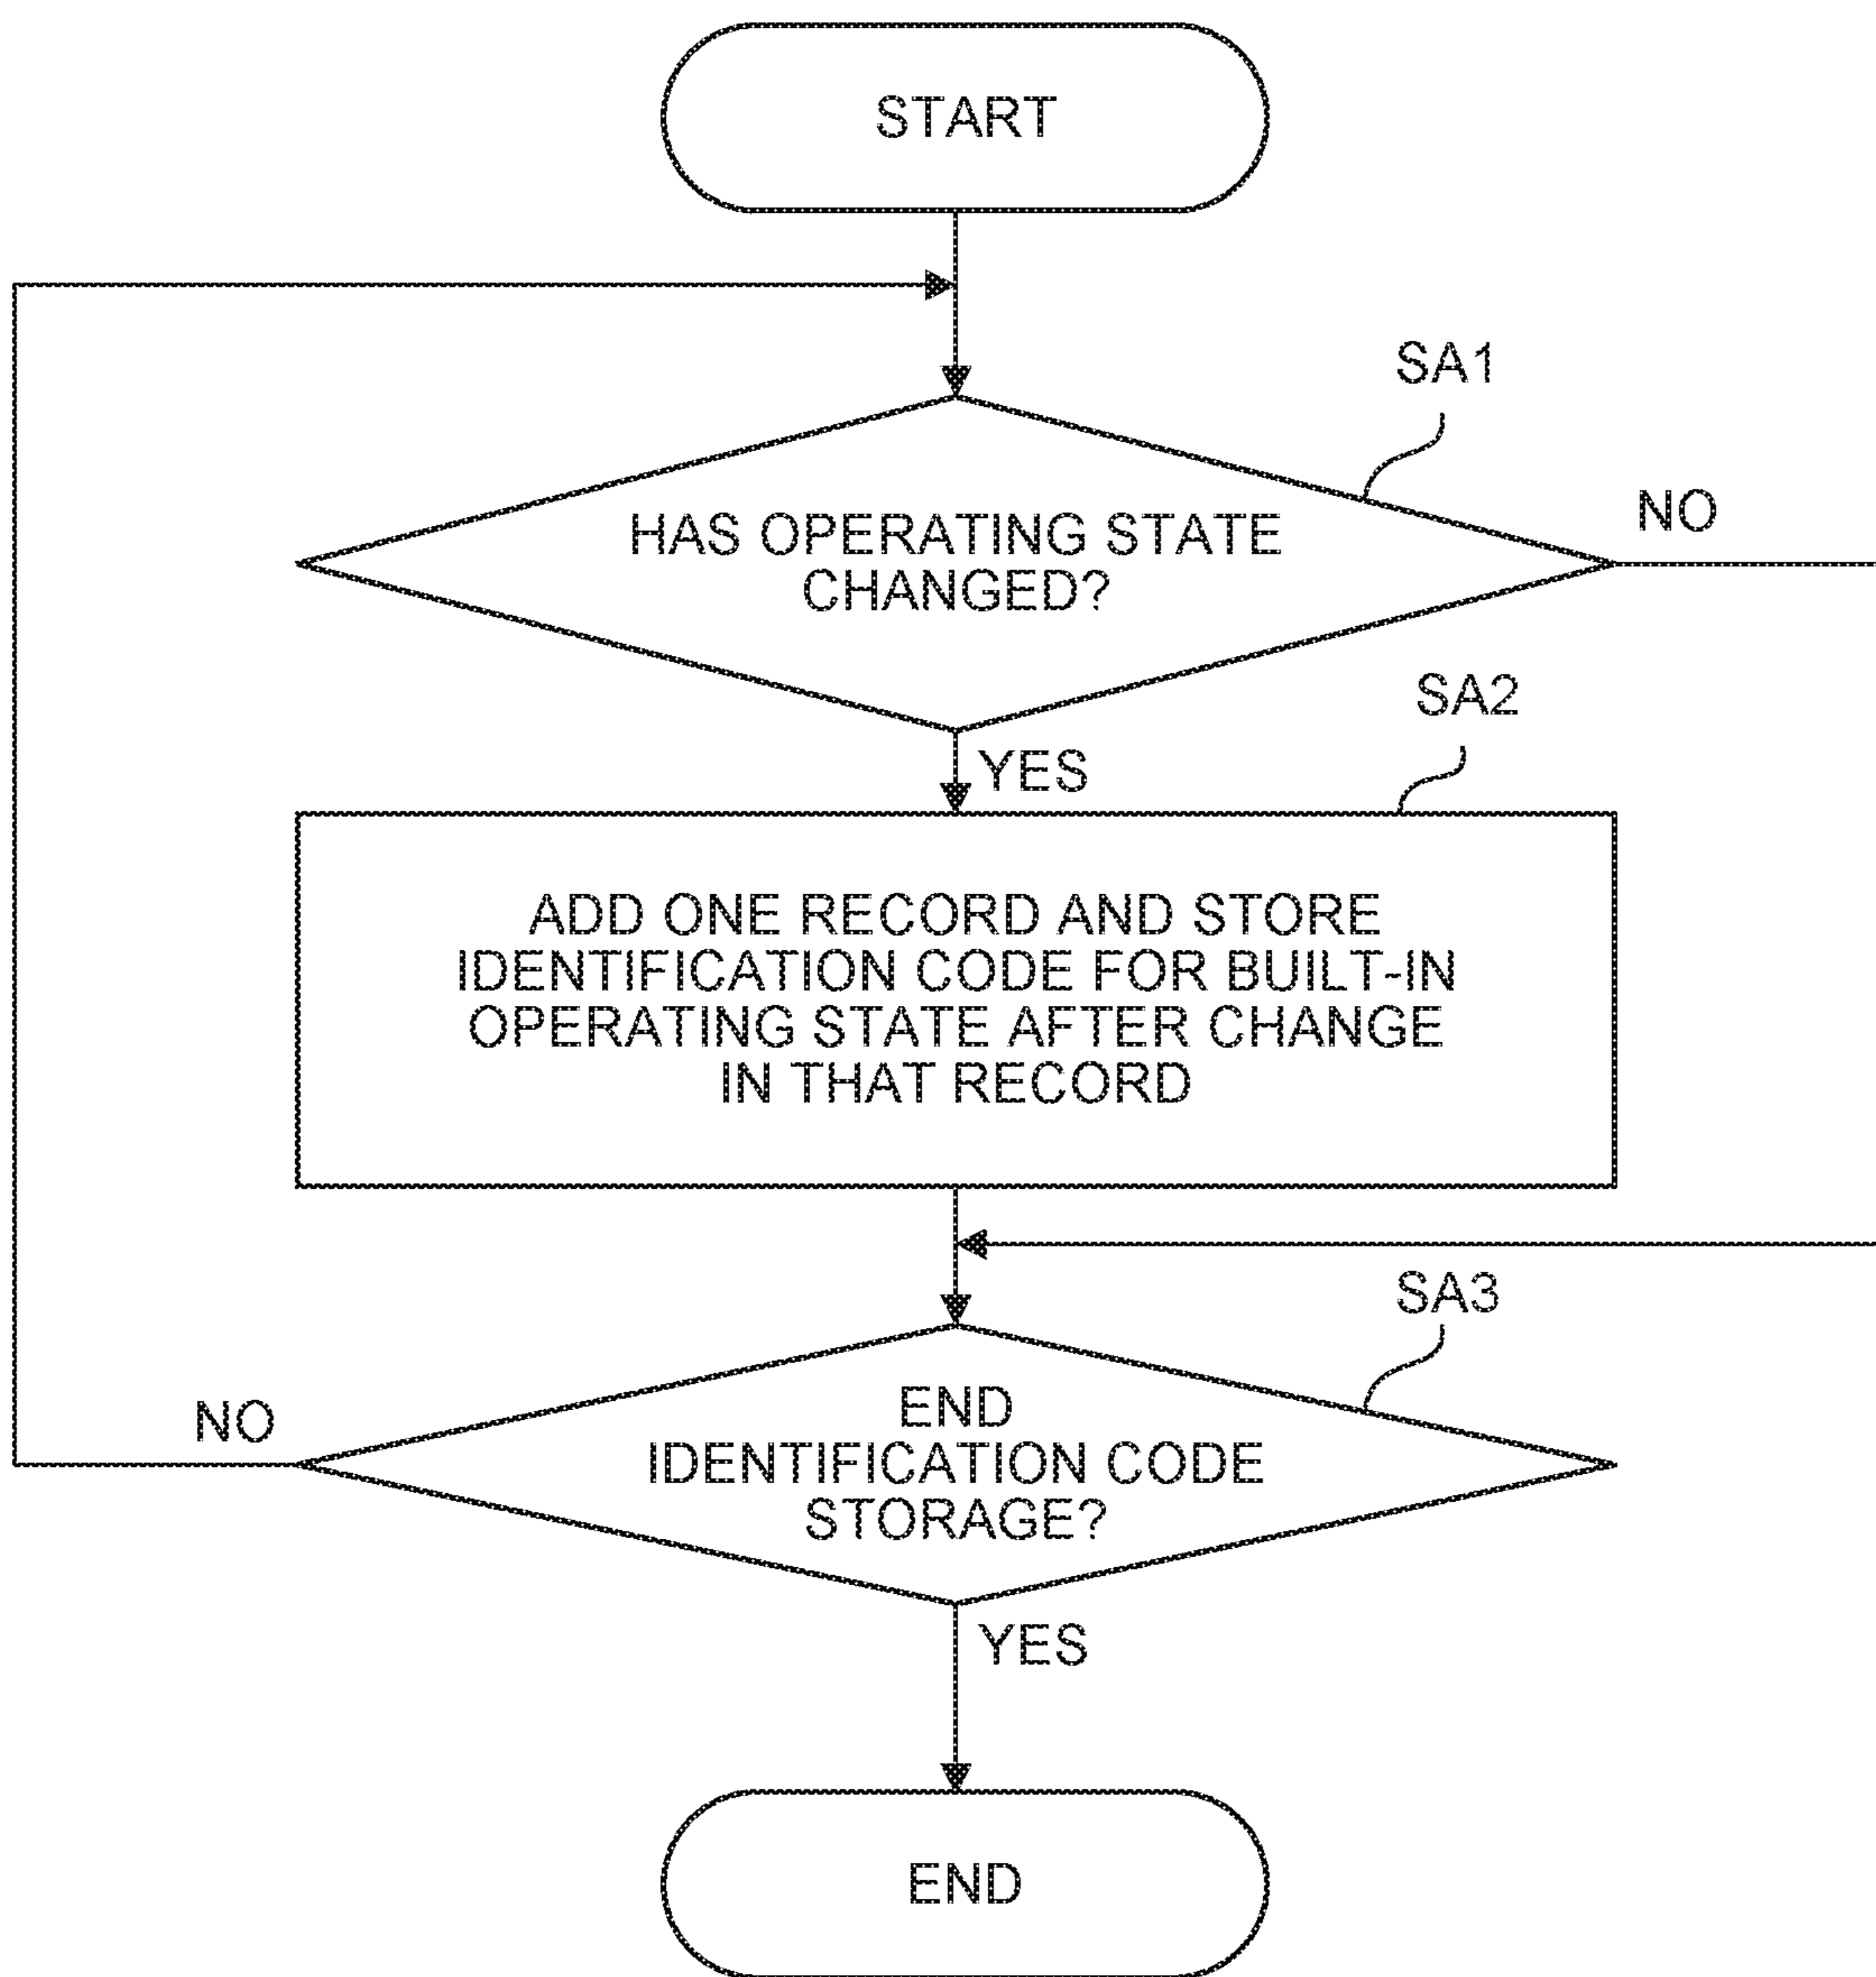 START
SA1
HAS OPERATING STATE
CHANGED?
NO
SA2
YES
ADD ONE RECORD AND STORE
IDENTIFICATION CODE FOR BUILT-IN
OPERATING STATE AFTER CHANGE
IN THAT RECORD
SA3
NO
END
IDENTIFICATION CODE
STORAGE?
YES
END